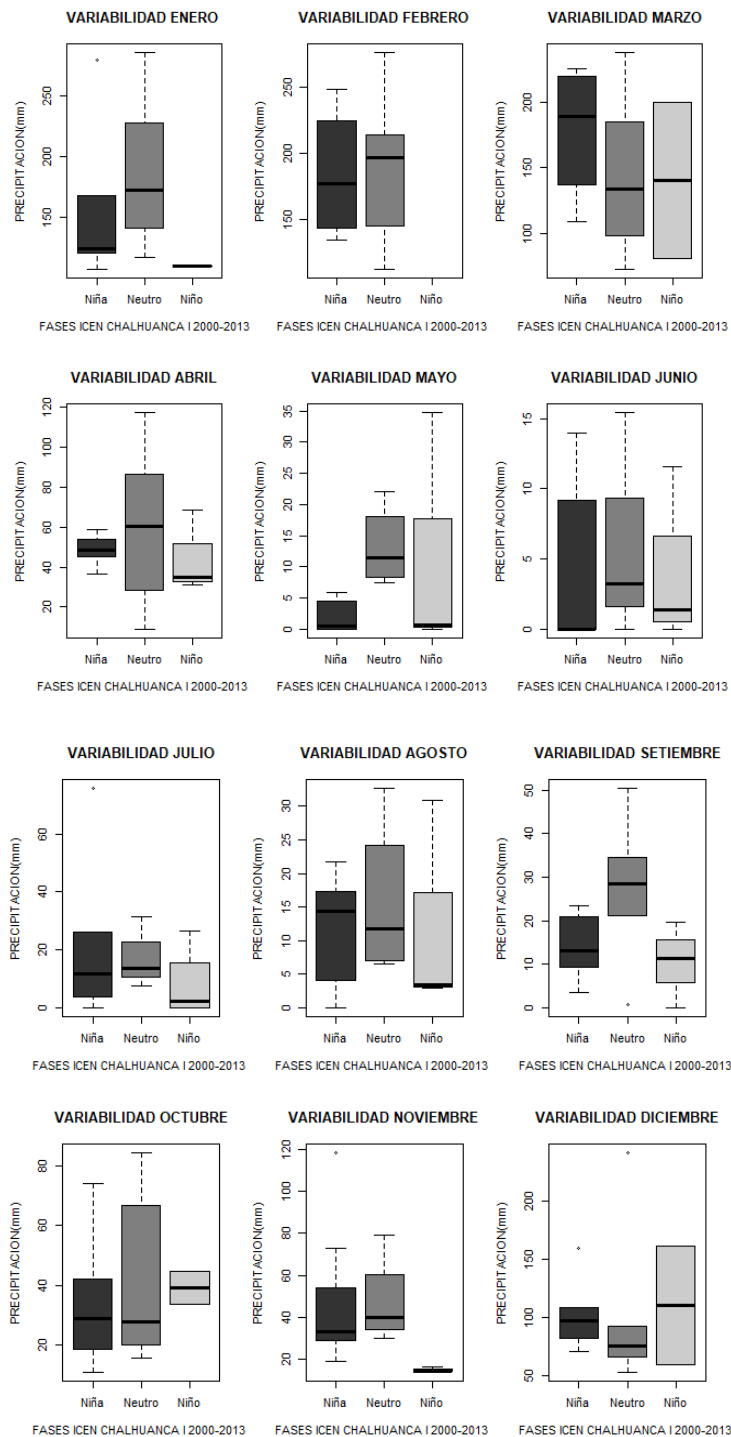 VARIABILIDAD ENERO
PRECIPITACION(mm)
250
200
150
Niña Neutro Niño
FASES ICEN CHALHUANCA I 2000-2013
VARIABILIDAD FEBRERO
PRECIPITACION(mm)
250
200
150
Niña Neutro Niño
FASES ICEN CHALHUANCA I 2000-2013
VARIABILIDAD MARZO
PRECIPITACION(mm)
200
150
100
Niña Neutro Niño
FASES ICEN CHALHUANCA I 2000-2013
VARIABILIDAD ABRIL
PRECIPITACION(mm)
120
100
80
60
40
20
Niña Neutro Niño
FASES ICEN CHALHUANCA I 2000-2013
VARIABILIDAD MAYO
PRECIPITACION(mm)
35
30
25
20
15
10
5
0
Niña Neutro Niño
FASES ICEN CHALHUANCA I 2000-2013
VARIABILIDAD JUNIO
PRECIPITACION(mm)
15
10
5
0
Niña Neutro Niño
FASES ICEN CHALHUANCA I 2000-2013
VARIABILIDAD JULIO
PRECIPITACION(mm)
60
40
20
0
Niña Neutro Niño
FASES ICEN CHALHUANCA I 2000-2013
VARIABILIDAD AGOSTO
PRECIPITACION(mm)
30
25
20
15
10
5
0
Niña Neutro Niño
FASES ICEN CHALHUANCA I 2000-2013
VARIABILIDAD SETIEMBRE
PRECIPITACION(mm)
50
40
30
20
10
0
Niña Neutro Niño
FASES ICEN CHALHUANCA I 2000-2013
VARIABILIDAD OCTUBRE
PRECIPITACION(mm)
80
60
40
20
Niña Neutro Niño
FASES ICEN CHALHUANCA I 2000-2013
VARIABILIDAD NOVIEMBRE
PRECIPITACION(mm)
120
100
80
60
40
20
Niña Neutro Niño
FASES ICEN CHALHUANCA I 2000-2013
VARIABILIDAD DICIEMBRE
PRECIPITACION(mm)
200
150
100
50
Niña Neutro Niño
FASES ICEN CHALHUANCA I 2000-2013